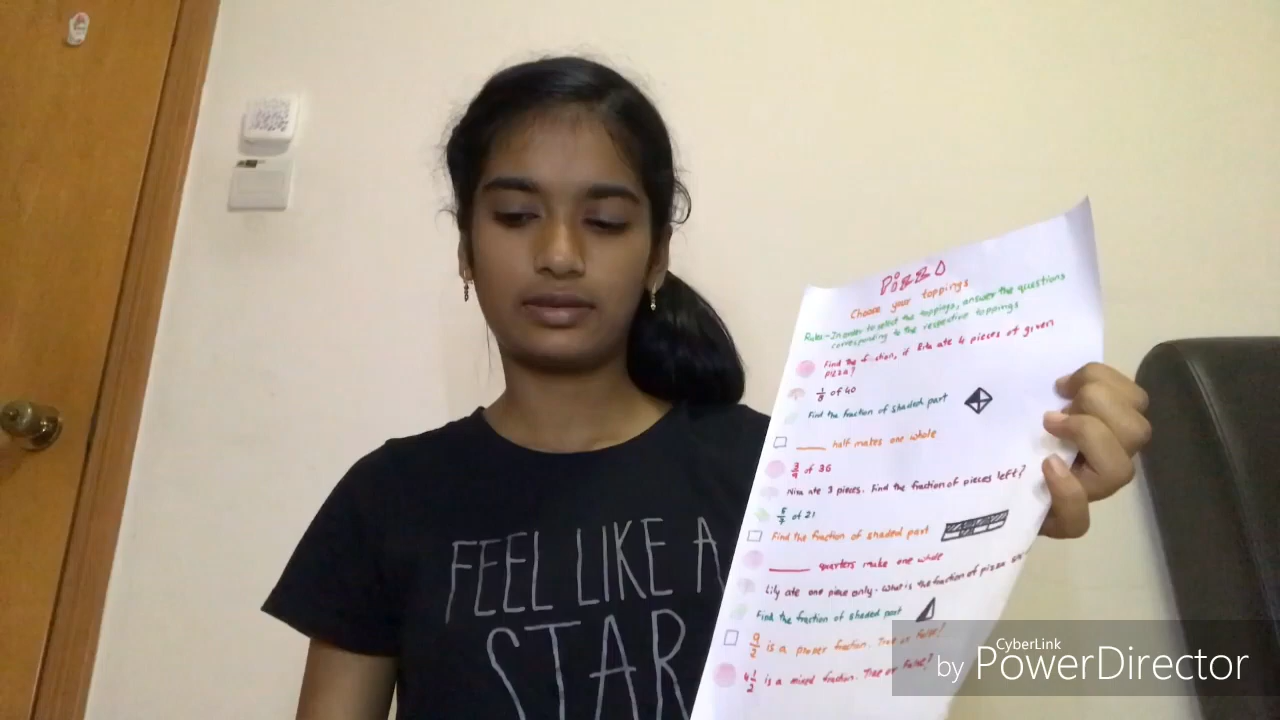 Pizza
Choose your toppings
Rules:- In order to select the toppings, answer the questions
corresponding to the respective toppings
Find the fraction, if Rita ate 4 pieces of given
pizza?
1/8 of 40
Find the fraction of shaded part
____ half makes one whole
3/9 of 36
Nina ate 3 pieces. Find the fraction of pieces left?
5/7 of 21
Find the fraction of shaded part
____ quarters make one whole
Lily ate one piece only. What is the fraction of pizza
Find the fraction of shaded part
is a proper fraction. True or False?
4 1/2 is a mixed fraction. True or False?
FEEL LIKE A
STAR
CyberLink
by PowerDirector